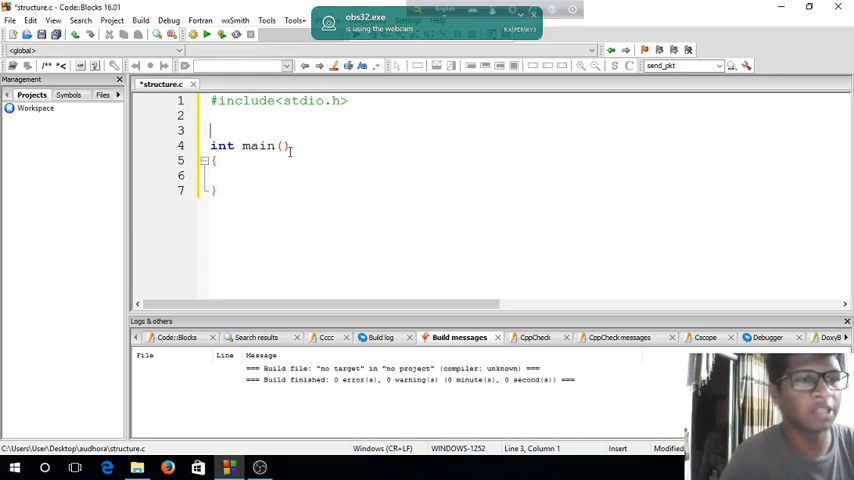 *structure.c - Code::Blocks 16.01
File Edit View Search Project Build Debug Fortran wxSmith Tools Tools+
Settings Help
English
obs32.exe
is using the webcam
KASPERSKY
<global>
/** *<
send_pkt
S C
Management
Projects Symbols Files
Workspace
*structure.c
1 #include<stdio.h>
2
3
4 int main()
5 {
6
7 }
Logs & others
Code::Blocks Search results Cccc Build log Build messages CppCheck CppCheck messages Cscope Debugger DoxyB
File Line Message
=== Build file: "no target" in "no project" (compiler: unknown) ===
=== Build finished: 0 error(s), 0 warning(s) (0 minute(s), 0 second(s)) ===
C:\Users\User\Desktop\audhora\structure.c Windows (CR+LF) WINDOWS-1252 Line 3, Column 1 Insert Modified